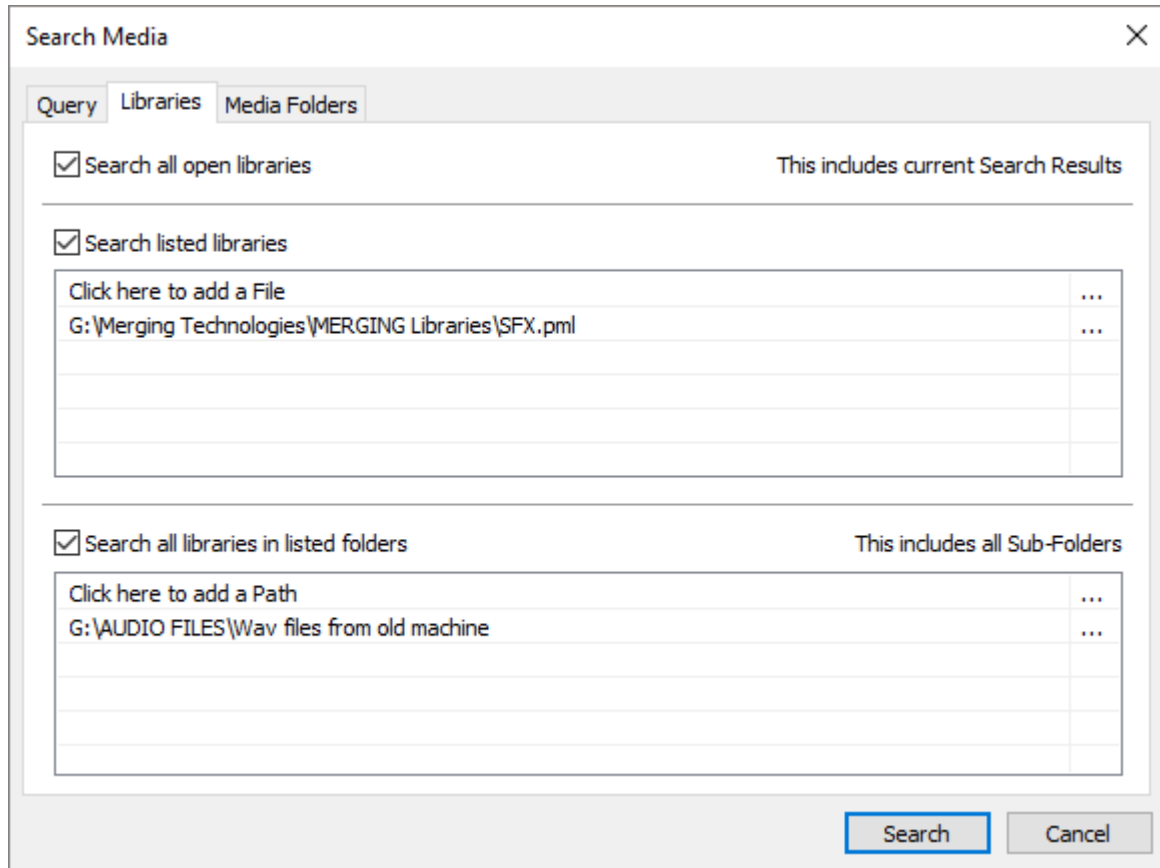 Search Media
Query Libraries Media Folders
Search all open libraries This includes current Search Results
Search listed libraries
Click here to add a File ...
G:\Merging Technologies\MERGING Libraries\SFX.pml ...
Search all libraries in listed folders This includes all Sub-Folders
Click here to add a Path ...
G:\AUDIO FILES\Wav files from old machine ...
Search Cancel